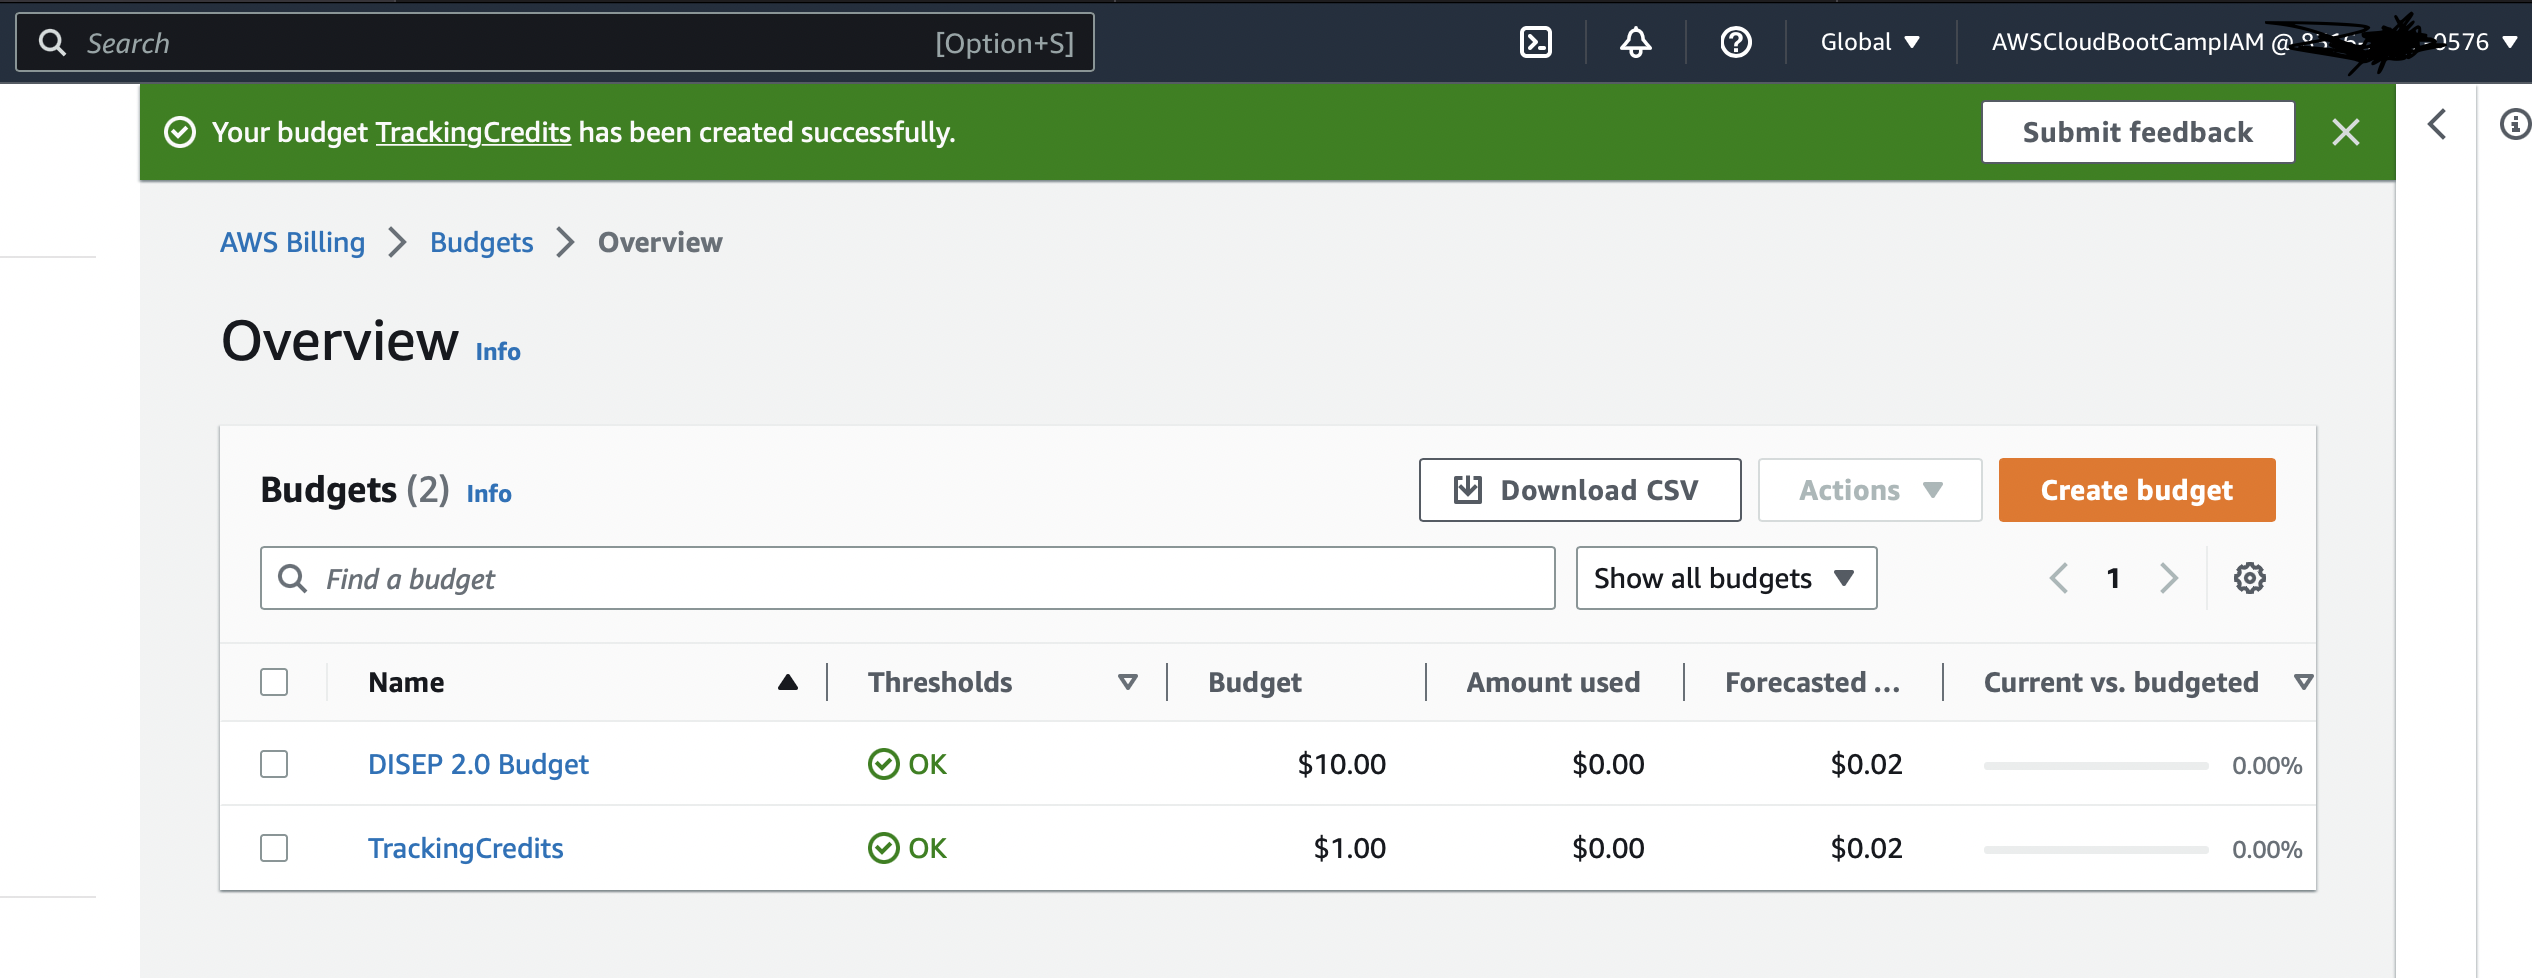 Search [Option+S] Global AWSCloudBootCampIAM @ 0576
Your budget TrackingCredits has been created successfully. Submit feedback
AWS Billing Budgets Overview
Overview Info
Budgets (2) Info Download CSV Actions Create budget
Find a budget Show all budgets 1
Name Thresholds Budget Amount used Forecasted ... Current vs. budgeted
DISEP 2.0 Budget OK $10.00 $0.00 $0.02 0.00%
TrackingCredits OK $1.00 $0.00 $0.02 0.00%